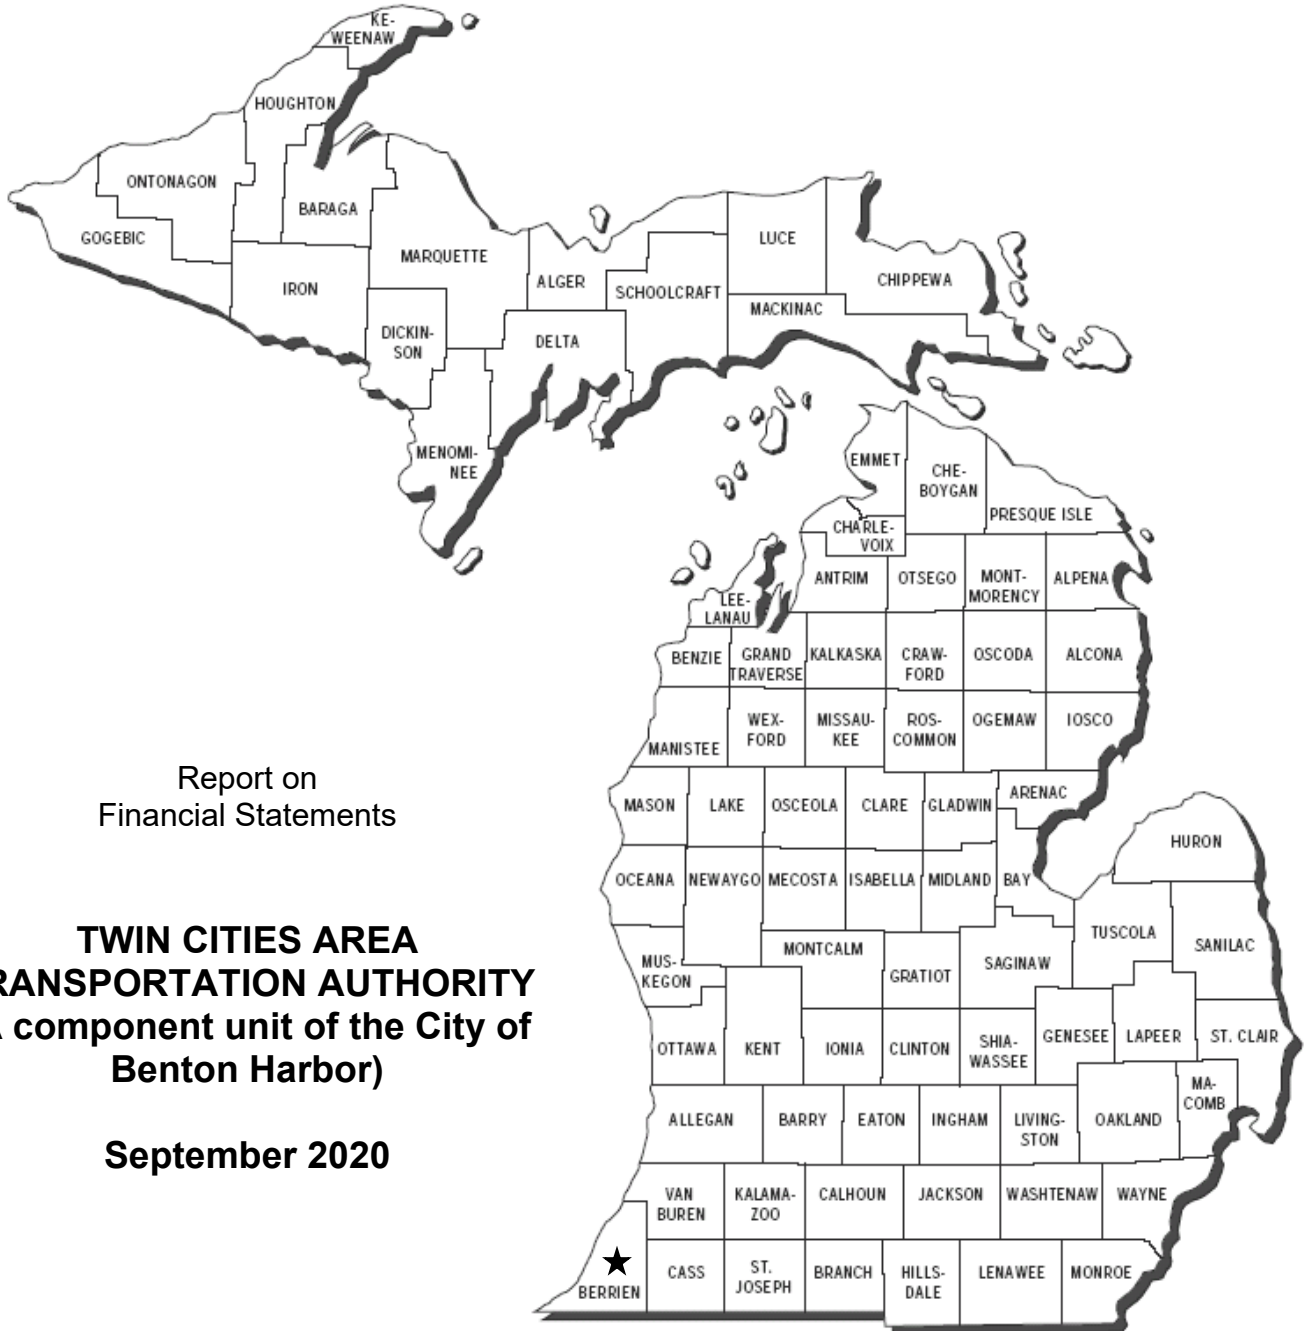 KE-
WEENAW
HOUGHTON
ONTONAGON
BARAGA
GOGEBIC
MARQUETTE
LUCE
IRON
ALGER
SCHOOLCRAFT
CHIPPEWA
MACKINAC
DICKIN-
SON
DELTA
MENOMI-
NEE
EMMET
CHE-
BOYGAN
PRESQUE ISLE
CHARLE-
VOIX
ANTRIM
OTSEGO
MONT-
MORENCY
ALPENA
LEE-
LANAU
BENZIE
GRAND
TRAVERSE
KALKASKA
CRAW-
FORD
OSCODA
ALCONA
MANISTEE
WEX-
FORD
MISSAU-
KEE
ROS-
COMMON
OGEMAW
IOSCO
MASON
LAKE
OSCEOLA
CLARE
GLADWIN
ARENAC
HURON
OCEANA
NEWAYGO
MECOSTA
ISABELLA
MIDLAND
BAY
TUSCOLA
SANILAC
MUS-
KEGON
MONTCALM
GRATIOT
SAGINAW
OTTAWA
KENT
IONIA
CLINTON
SHIA-
WASSEE
GENESEE
LAPEER
ST. CLAIR
MA-
COMB
ALLEGAN
BARRY
EATON
INGHAM
LIVING-
STON
OAKLAND
VAN
BUREN
KALAMA-
ZOO
CALHOUN
JACKSON
WASHTENAW
WAYNE
BERRIEN
CASS
ST.
JOSEPH
BRANCH
HILLS-
DALE
LENAWEE
MONROE
Report on
Financial Statements
TWIN CITIES AREA
RANSPORTATION AUTHORITY
component unit of the City of
Benton Harbor)
September 2020